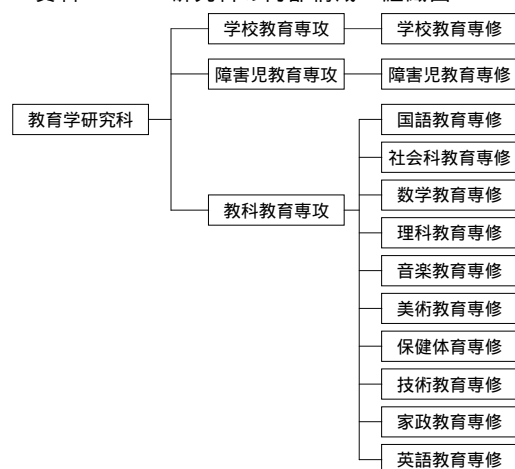 学校教育専攻
学校教育専修
障害児教育専攻
障害児教育専修
教育学研究科
教科教育専攻
国語教育専修
社会科教育専修
数学教育専修
理科教育専修
音楽教育専修
美術教育専修
保健体育専修
技術教育専修
家政教育専修
英語教育専修